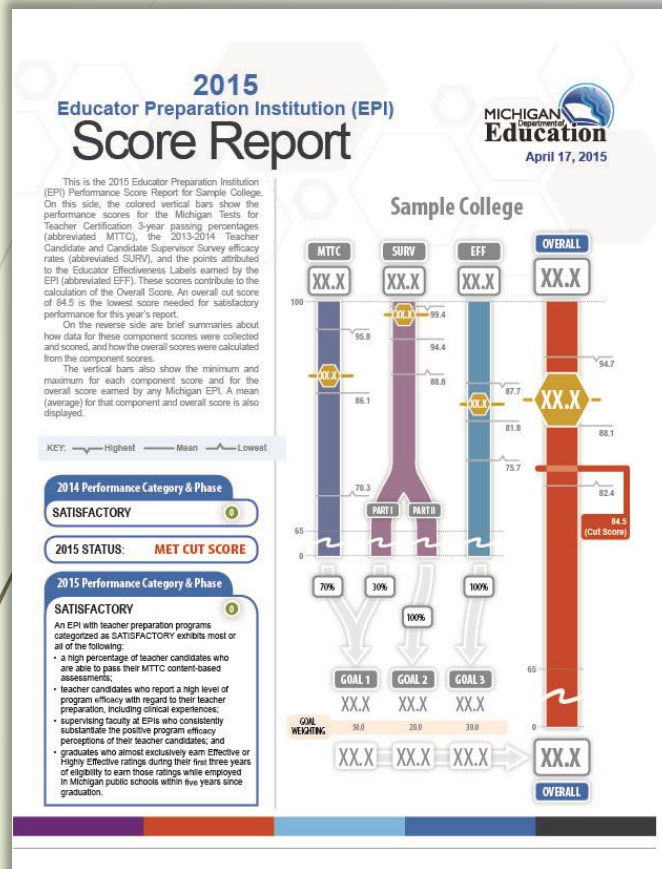 2015
Educator Preparation Institution (EPI)
Score Report
MICHIGAN
Department of
Education
April 17, 2015
This is the 2015 Educator Preparation Institution
(EPI) Performance Score Report for Sample College.
On this side, the colored vertical bars show the
performance scores for the Michigan Tests for
Teacher Certification 3-year passing percentages
(abbreviated MTTC), the 2013-2014 Teacher
Candidate and Candidate Supervisor Survey efficacy
rates (abbreviated SURV), and the points attributed
to the Educator Effectiveness Labels earned by the
EPI (abbreviated EFF). These scores contribute to the
calculation of the Overall Score. An overall cut score
of 84.5 is the lowest score needed for satisfactory
performance for this year's report.
On the reverse side are brief summaries about
how data for these component scores were collected
and scored, and how the overall scores were calculated
from the component scores.
The vertical bars also show the minimum and
maximum for each component score and for the
overall score earned by any Michigan EPI. A mean
(average) for that component and overall score is also
displayed.
KEY: Highest Mean Lowest
2014 Performance Category & Phase
SATISFACTORY 0
2015 STATUS: MET CUT SCORE
2015 Performance Category & Phase
SATISFACTORY 0
An EPI with teacher preparation programs
categorized as SATISFACTORY exhibits most or
all of the following:
• a high percentage of teacher candidates who
are able to pass their MTTC content-based
assessments;
• teacher candidates who report a high level of
program efficacy with regard to their teacher
preparation, including clinical experiences;
• supervising faculty at EPIs who consistently
substantiate the positive program efficacy
perceptions of their teacher candidates; and
• graduates who almost exclusively earn Effective or
Highly Effective ratings during their first three years
of eligibility to earn those ratings while employed
in Michigan public schools within five years since
graduation.
Sample College
MTTC SURV EFF OVERALL
XX.X XX.X XX.X XX.X
100
95.8
XX.X
86.1
70.3
XX.X
99.4
94.4
88.8
PART I PART II
87.7
XX.X
81.8
75.7
94.7
XX.X
88.1
84.5
(Cut Score)
82.4
65
0
65
0
70% 30% 100% 100%
GOAL 1 GOAL 2 GOAL 3
XX.X XX.X XX.X
GOAL
WEIGHTING
50.0 20.0 30.0
XX.X XX.X XX.X XX.X
OVERALL